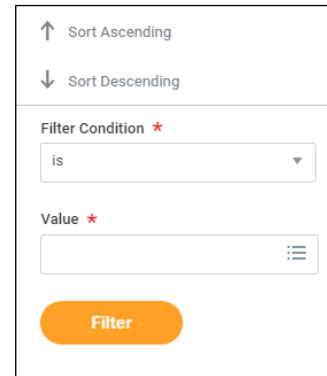 Sort Ascending
Sort Descending
Filter Condition *
is
Value *
Filter